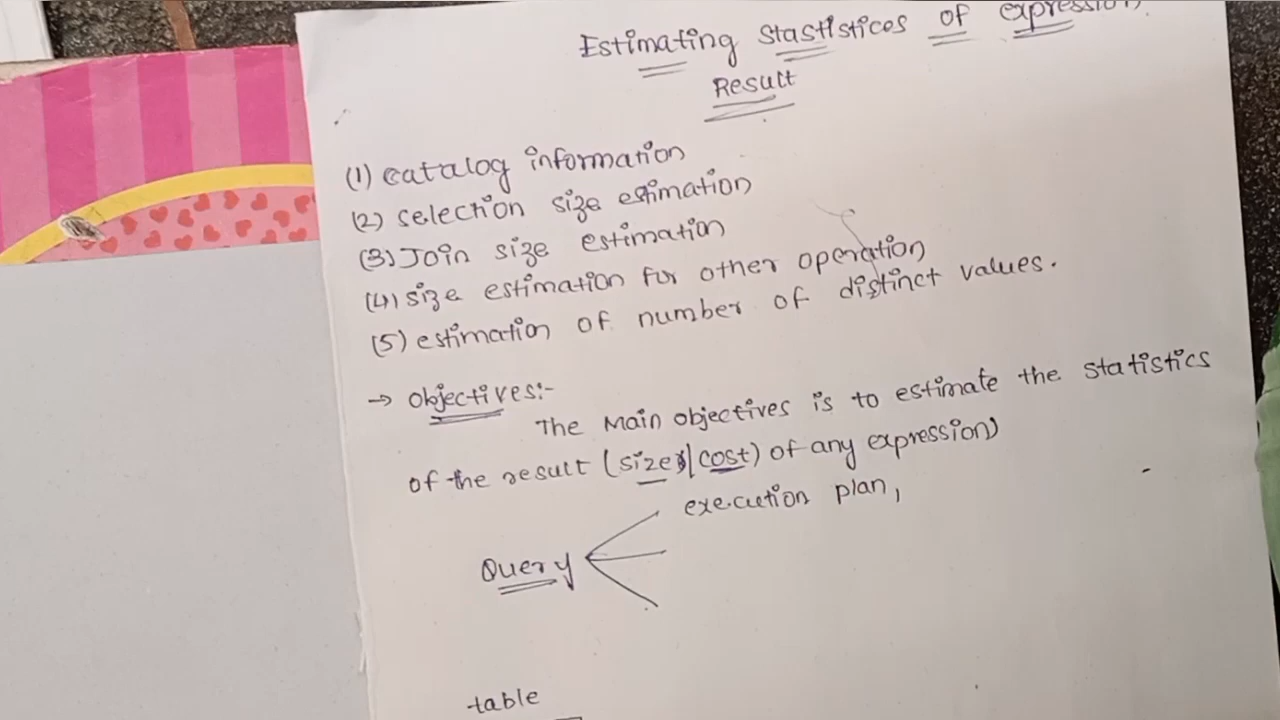 Estimating Stastistices of expression
Result
(1) catalog information
(2) selection size estimation
(3) Join size estimation
(4) size estimation for other operation
(5) estimation of number of distinct values.
→ Objectives:-
The Main objectives is to estimate the statistics
of the result (size|cost) of any expression)
execution plan,
Query
table